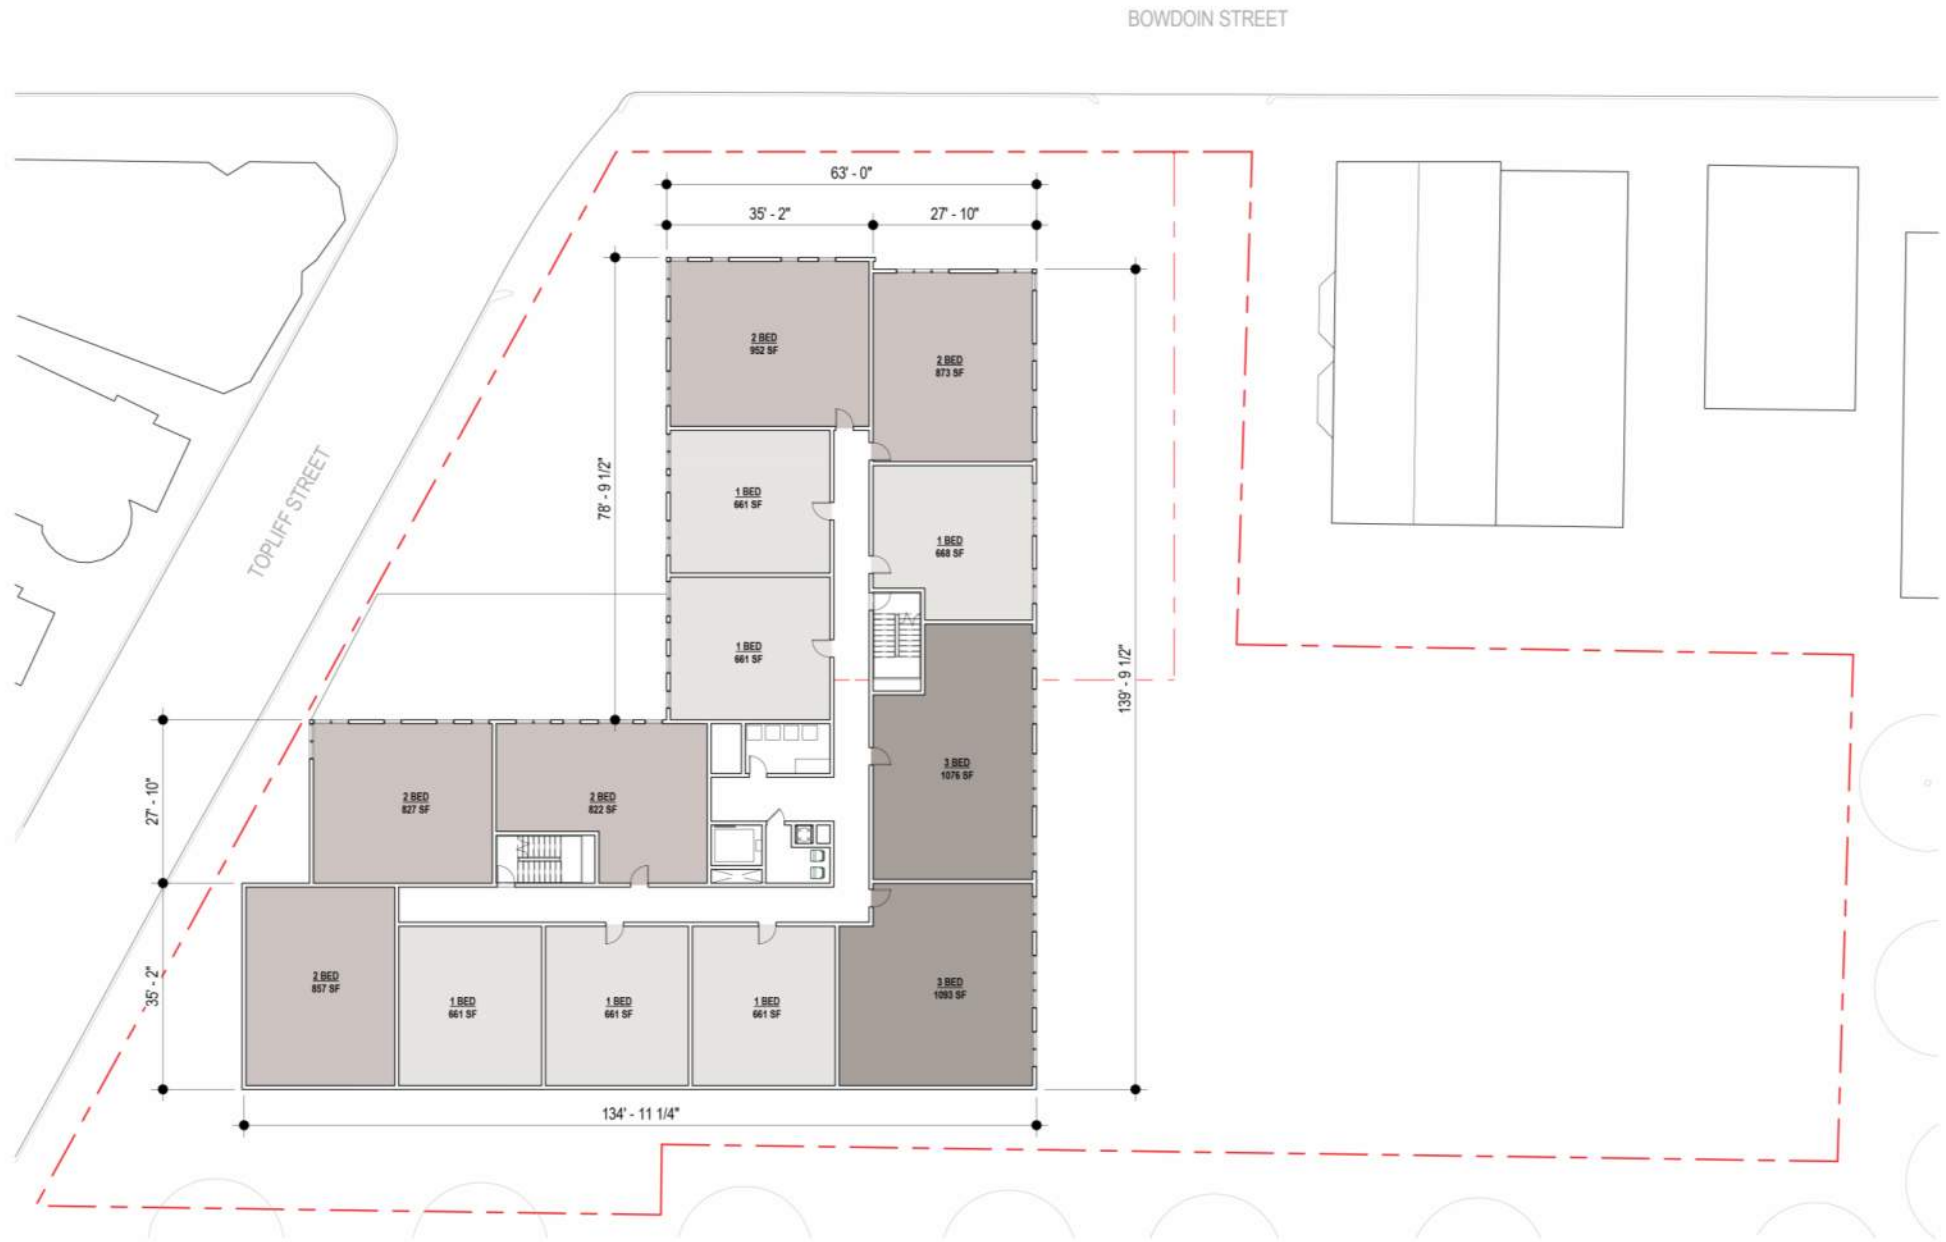 BOWDOIN STREET
63' - 0"
35' - 2"
27' - 10"
2 BED
952 SF
2 BED
873 SF
TOPLIFF STREET
78' - 9 1/2"
1 BED
661 SF
1 BED
668 SF
1 BED
661 SF
139' - 9 1/2"
3 BED
1076 SF
27' - 10"
2 BED
827 SF
2 BED
822 SF
35' - 2"
2 BED
857 SF
1 BED
661 SF
1 BED
661 SF
1 BED
661 SF
3 BED
1093 SF
134' - 11 1/4"